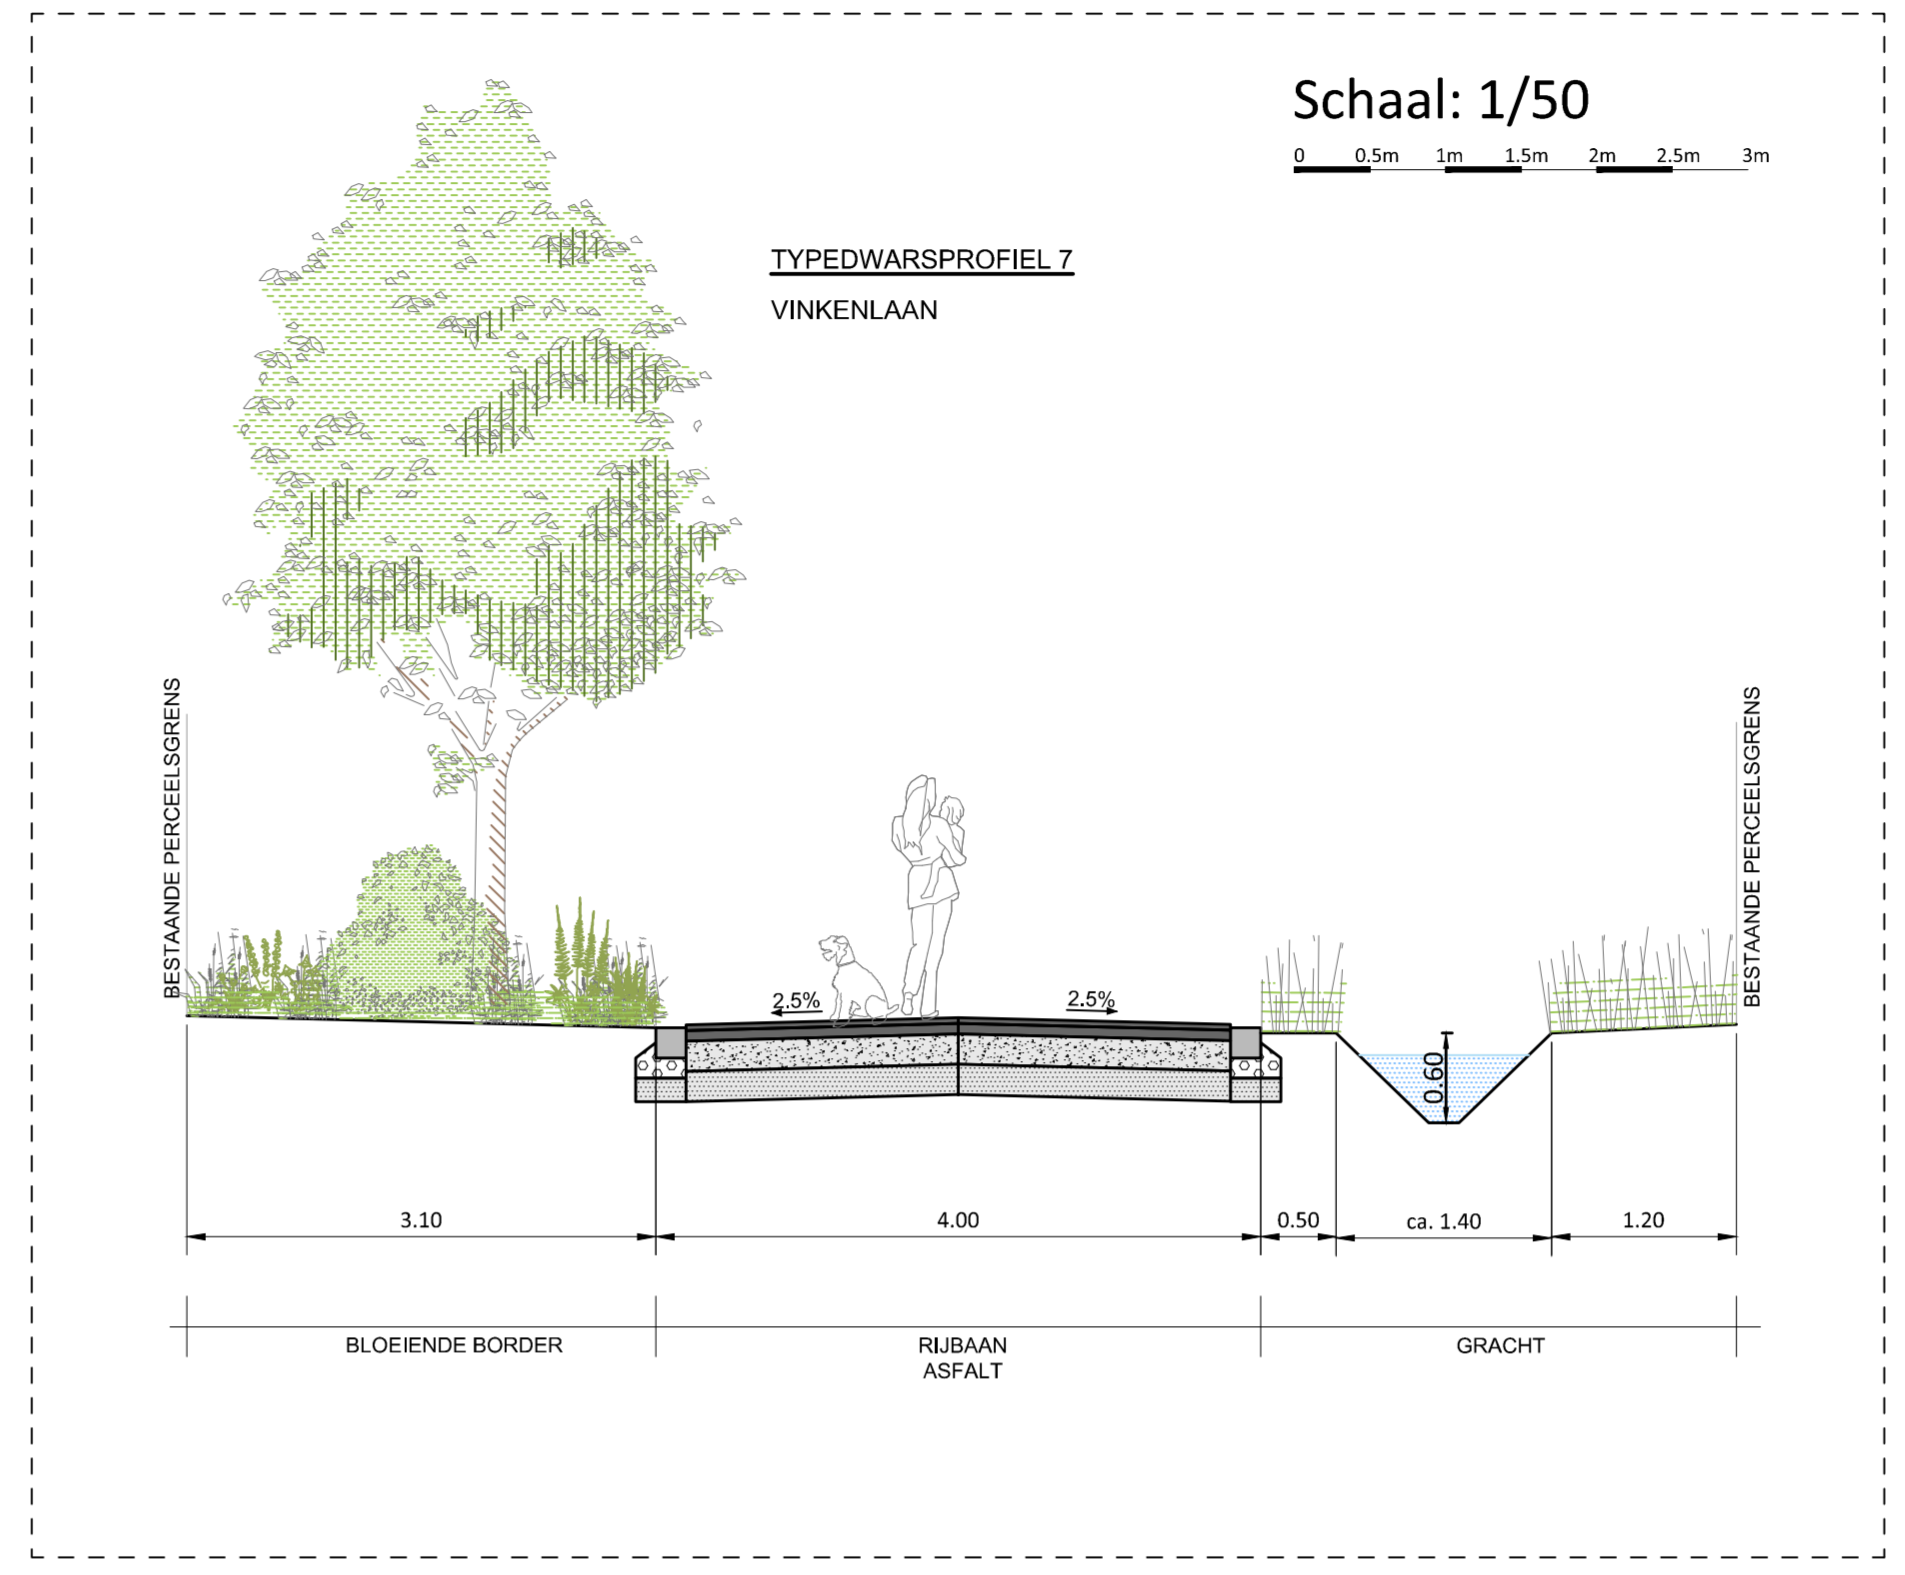 Schaal: 1/50
0 0.5m 1m 1.5m 2m 2.5m 3m
TYPEDWARSPROFIEL 7
VINKENLAAN
BESTAANDE PERCEELSGRENS
BESTAANDE PERCEELSGRENS
2.5% 2.5%
0.60
3.10 4.00 0.50 ca. 1.40 1.20
BLOEIENDE BORDER RIJBAAN GRACHT
ASFALT